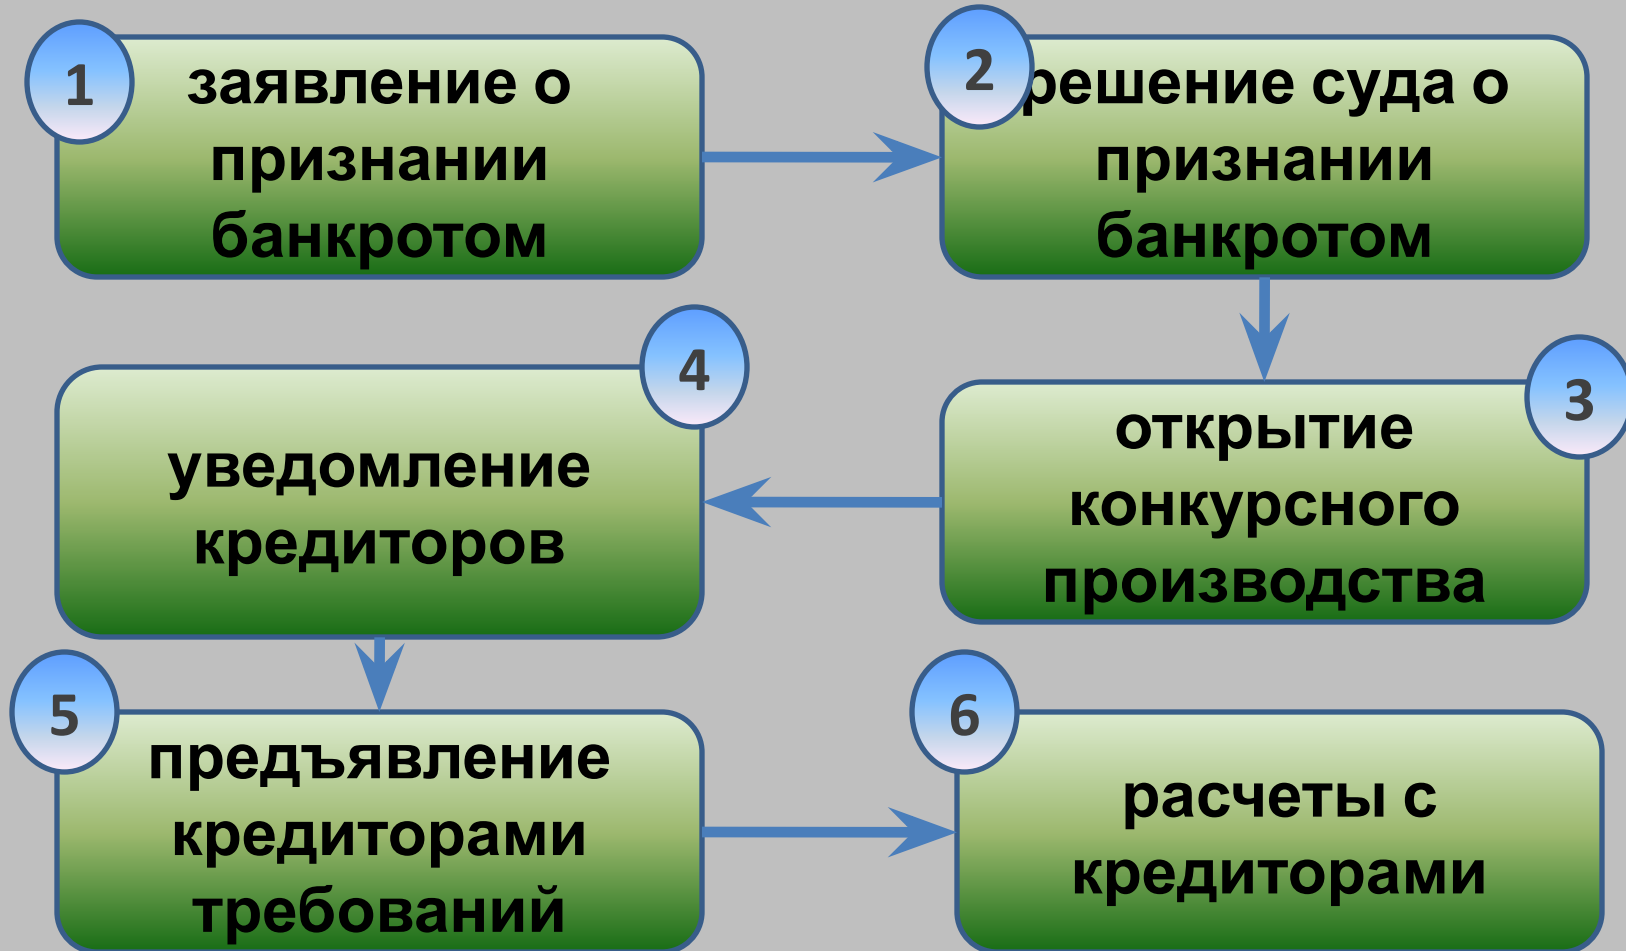 1
заявление о
признании
банкротом
2
решение суда о
признании
банкротом
3
открытие
конкурсного
производства
4
уведомление
кредиторов
5
предъявление
кредиторами
требований
6
расчеты с
кредиторами